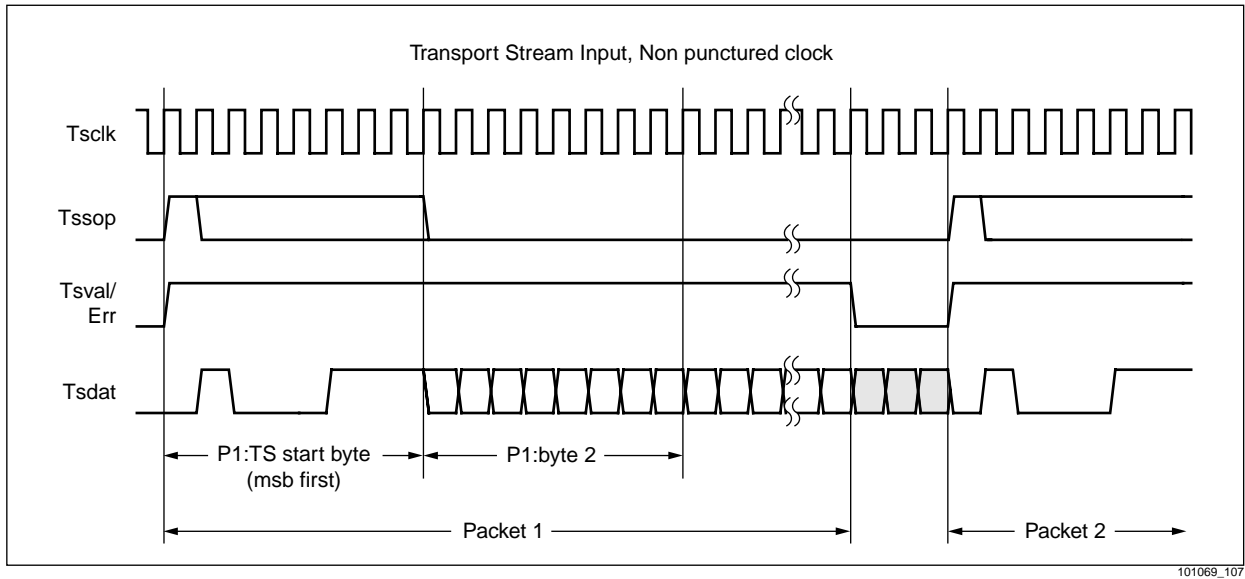 Transport Stream Input, Non punctured clock
Tsclk
Tssop
Tsval/
Err
Tsdat
P1:TS start byte
(msb first)
P1:byte 2
Packet 1
Packet 2
101069_107